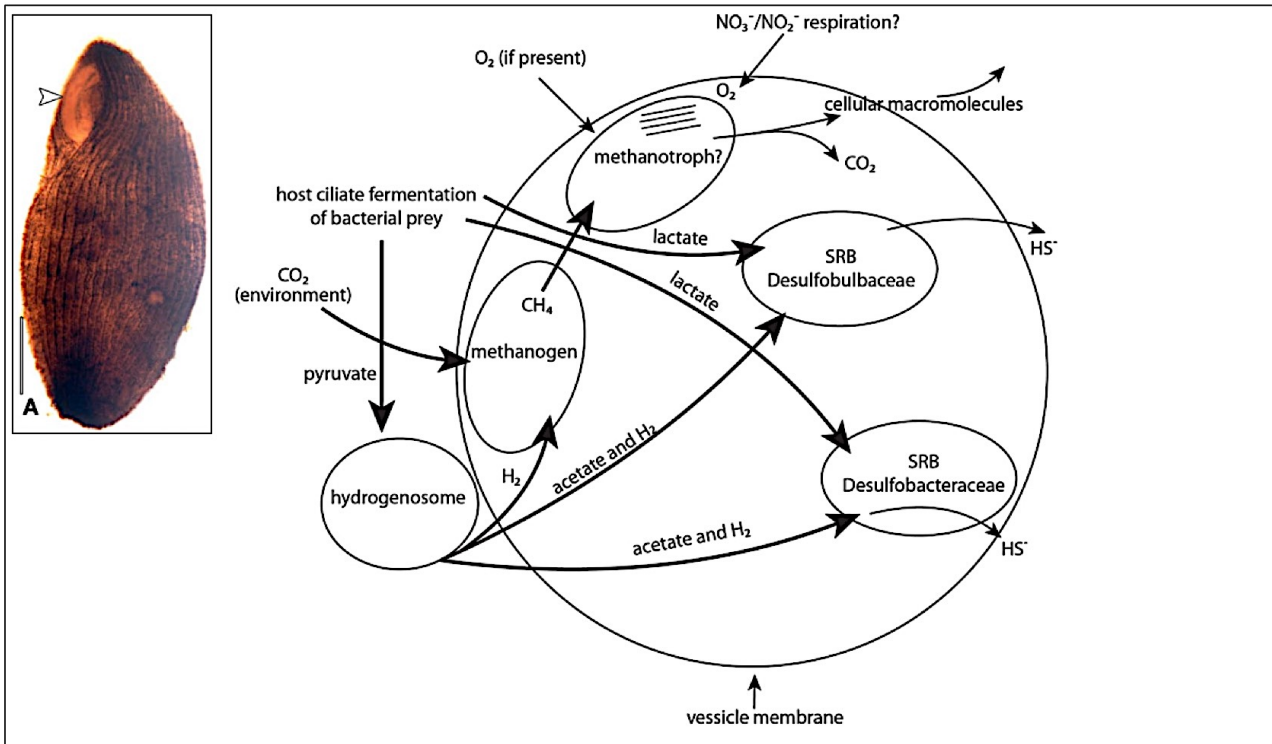 A
NO₃⁻/NO₂⁻ respiration?
O₂ (if present)
O₂
cellular macromolecules
methanotroph?
CO₂
host ciliate fermentation
of bacterial prey
lactate
SRB
Desulfobulbaceae
HS⁻
CO₂
(environment)
lactate
CH₄
methanogen
pyruvate
H₂
acetate and H₂
hydrogenosome
SRB
Desulfobacteraceae
acetate and H₂
HS⁻
vessicle membrane